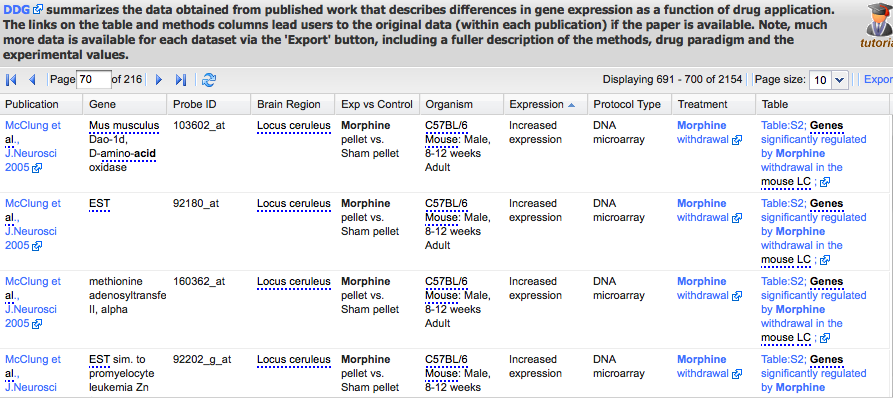 DDG summarizes the data obtained from published work that describes differences in gene expression as a function of drug application.
The links on the table and methods columns lead users to the original data (within each publication) if the paper is available. Note, much
more data is available for each dataset via the 'Export' button, including a fuller description of the methods, drug paradigm and the
experimental values.
tutoria
Page 70 of 216 Displaying 691 - 700 of 2154 Page size: 10 Expor
Publication Gene Probe ID Brain Region Exp vs Control Organism Expression Protocol Type Treatment Table
McClung et Mus musculus 103602_at Locus ceruleus Morphine C57BL/6 Increased DNA Morphine Table:S2; Genes
al., Dao-1d, pellet vs. Mouse: Male, expression microarray withdrawal significantly regulated
J.Neurosci D-amino-acid Sham pellet 8-12 weeks by Morphine
2005 oxidase Adult withdrawal in the
mouse LC ;
McClung et EST 92180_at Locus ceruleus Morphine C57BL/6 Increased DNA Morphine Table:S2; Genes
al., pellet vs. Mouse: Male, expression microarray withdrawal significantly regulated
J.Neurosci Sham pellet 8-12 weeks by Morphine
2005 Adult withdrawal in the
mouse LC ;
McClung et methionine 160362_at Locus ceruleus Morphine C57BL/6 Increased DNA Morphine Table:S2; Genes
al., adenosyltransfe pellet vs. Mouse: Male, expression microarray withdrawal significantly regulated
J.Neurosci II, alpha Sham pellet 8-12 weeks by Morphine
2005 Adult withdrawal in the
mouse LC ;
McClung et EST sim. to 92202_g_at Locus ceruleus Morphine C57BL/6 Increased DNA Morphine Table:S2; Genes
al., promyelocyte pellet vs. Mouse: Male, expression microarray withdrawal significantly regulated
J.Neurosci leukemia Zn Sham pellet 8-12 weeks by Morphine